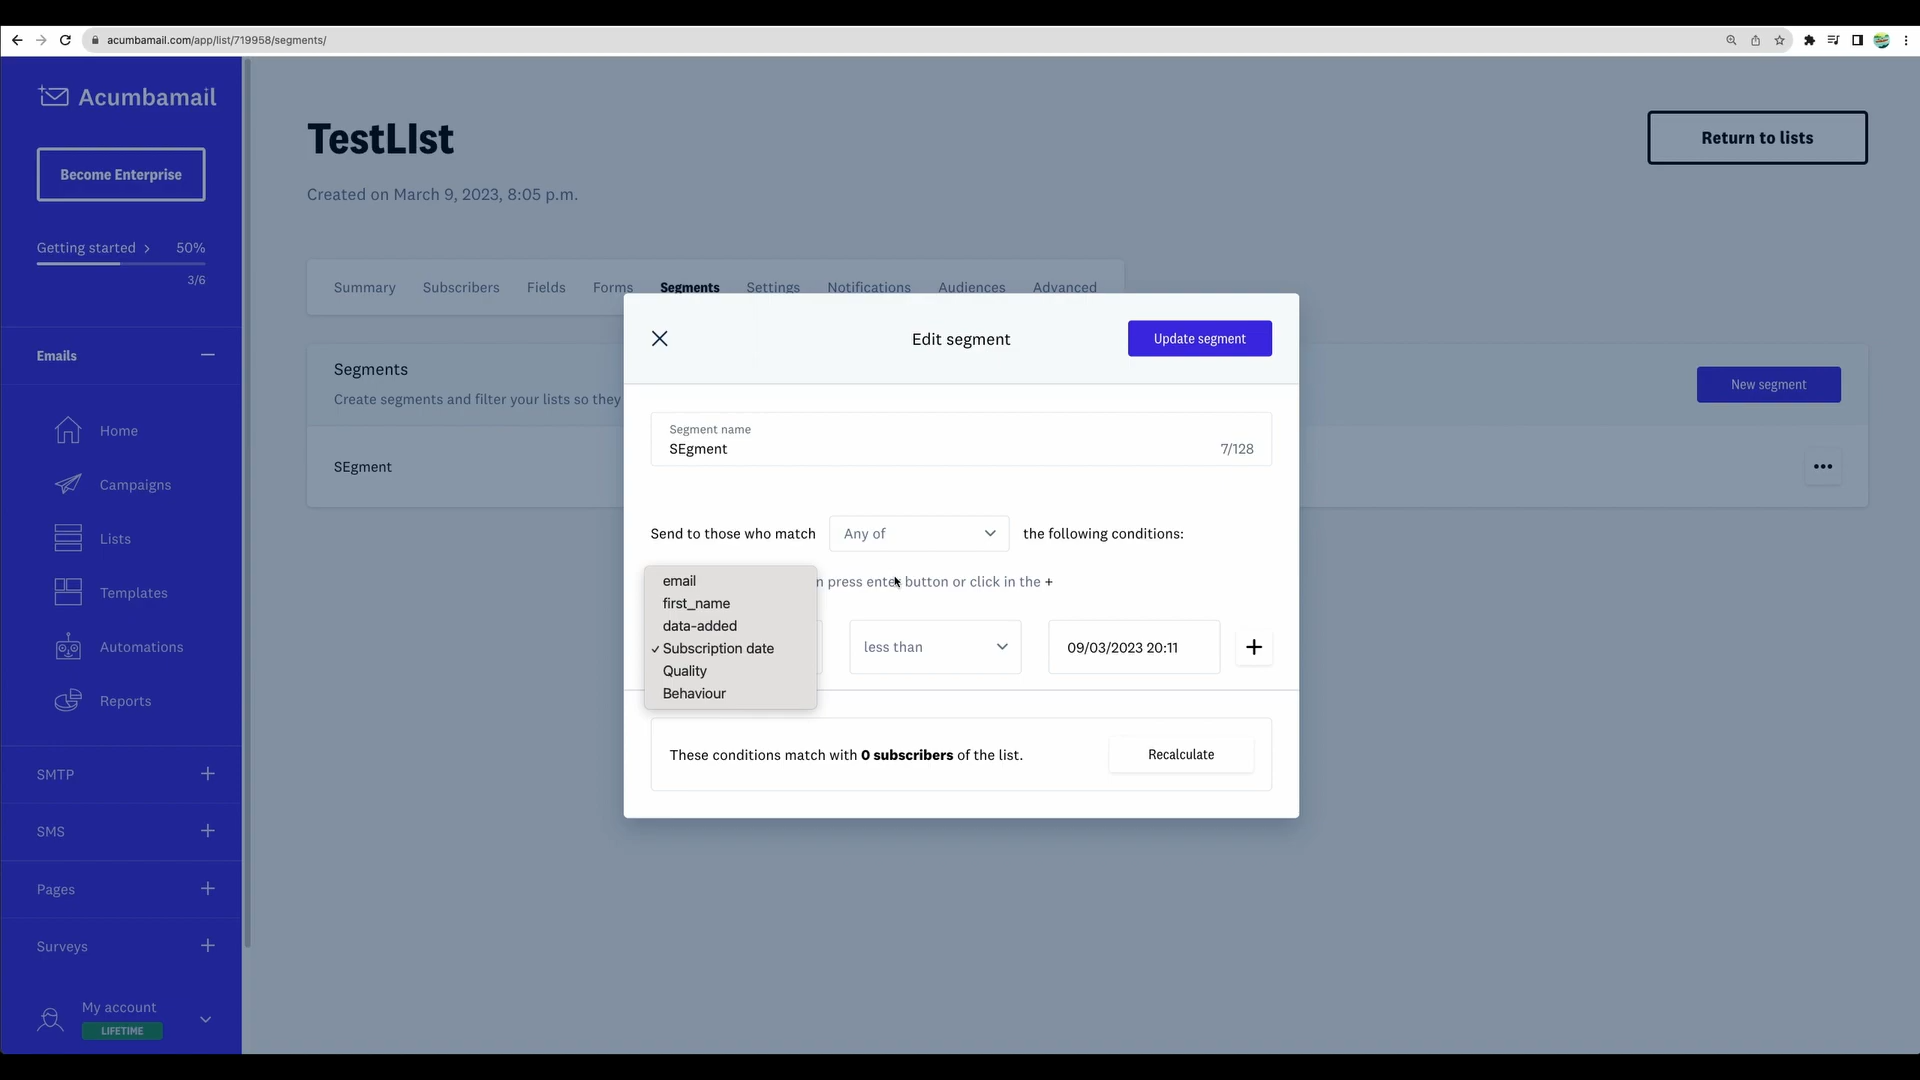 acumbamail.com/app/list/719958/segments/
Acumbamail
Become Enterprise
Getting started > 50%
3/6
Emails
Home
Campaigns
Lists
Templates
Automations
Reports
SMTP
SMS
Pages
Surveys
My account
LIFETIME
TestLIst
Return to lists
Created on March 9, 2023, 8:05 p.m.
Summary Subscribers Fields Forms Segments Settings Notifications Audiences Advanced
Segments
Create segments and filter your lists so they
New segment
SEgment
Edit segment
Update segment
Segment name
SEgment 7/128
Send to those who match Any of the following conditions:
press enter button or click in the +
email
first_name
data-added
✓ Subscription date
Quality
Behaviour
less than 09/03/2023 20:11 +
These conditions match with 0 subscribers of the list. Recalculate